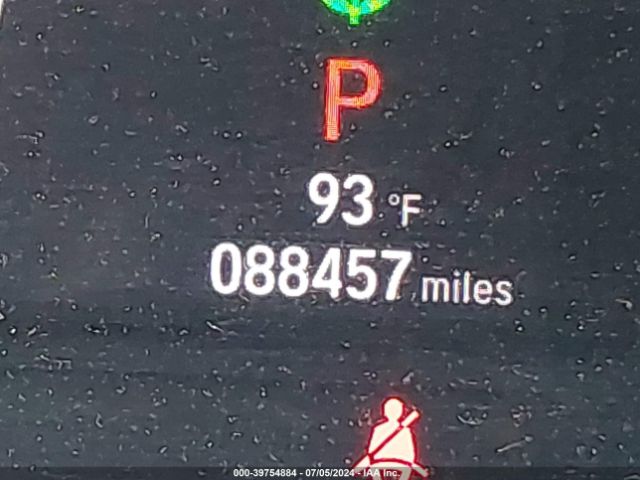 P
93 °F
088457 miles
000-39754884 - 07/05/2024 - IAA Inc.